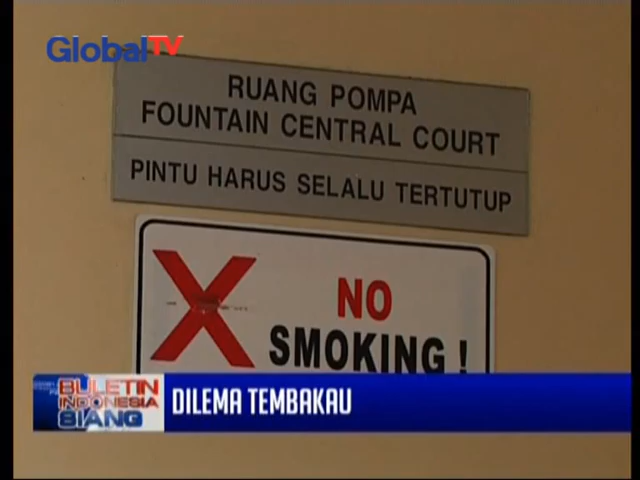 GlobalTV
RUANG POMPA
FOUNTAIN CENTRAL COURT
PINTU HARUS SELALU TERTUTUP
X NO
SMOKING !
BULETIN
INDONESIA
SIANG
DILEMA TEMBAKAU